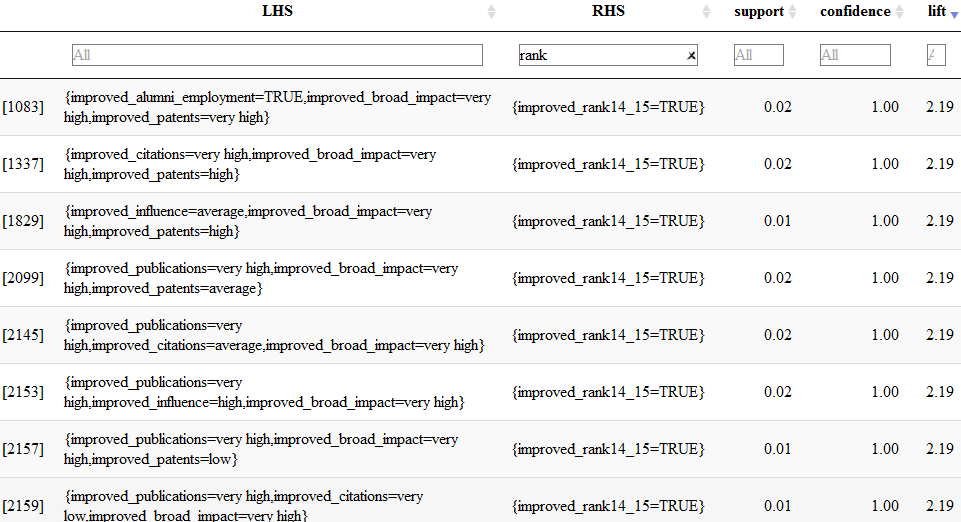 LHS RHS support confidence lift
All rank All All A
[1083] {improved_alumni_employment=TRUE,improved_broad_impact=very {improved_rank14_15=TRUE} 0.02 1.00 2.19
high,improved_patents=very high}
[1337] {improved_citations=very high,improved_broad_impact=very {improved_rank14_15=TRUE} 0.02 1.00 2.19
high,improved_patents=high}
[1829] {improved_influence=average,improved_broad_impact=very {improved_rank14_15=TRUE} 0.01 1.00 2.19
high,improved_patents=high}
[2099] {improved_publications=very high,improved_broad_impact=very {improved_rank14_15=TRUE} 0.02 1.00 2.19
high,improved_patents=average}
[2145] {improved_publications=very {improved_rank14_15=TRUE} 0.02 1.00 2.19
high,improved_citations=average,improved_broad_impact=very high}
[2153] {improved_publications=very {improved_rank14_15=TRUE} 0.02 1.00 2.19
high,improved_influence=high,improved_broad_impact=very high}
[2157] {improved_publications=very high,improved_broad_impact=very {improved_rank14_15=TRUE} 0.01 1.00 2.19
high,improved_patents=low}
[2159] {improved_publications=very high,improved_citations=very {improved_rank14_15=TRUE} 0.01 1.00 2.19
low,improved_broad_impact=very high}